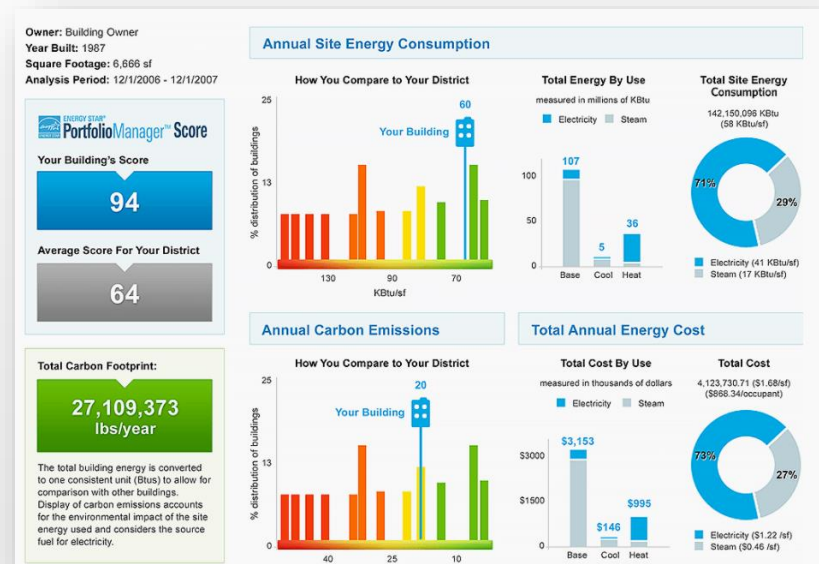 Owner: Building Owner
Year Built: 1987
Square Footage: 6,666 sf
Analysis Period: 12/1/2006 - 12/1/2007
ENERGY STAR®
PortfolioManager™ Score
Your Building's Score
94
Average Score For Your District
64
Total Carbon Footprint:
27,109,373
lbs/year
The total building energy is converted
to one consistent unit (Btus) to allow for
comparison with other buildings.
Display of carbon emissions accounts
for the environmental impact of the site
energy used and considers the source
fuel for electricity.
Annual Site Energy Consumption
How You Compare to Your District
% distribution of buildings
25
13
0
60
Your Building
130 90 70
KBtu/sf
Total Energy By Use
measured in millions of KBtu
Electricity Steam
100
50
0
107
5
36
Base Cool Heat
Total Site Energy
Consumption
142,150,096 KBtu
(58 KBtu/sf)
71%
29%
Electricity (41 KBtu/sf)
Steam (17 KBtu/sf)
Annual Carbon Emissions
How You Compare to Your District
% distribution of buildings
25
13
0
20
Your Building
40 25 10
Total Annual Energy Cost
Total Cost By Use
measured in thousands of dollars
Electricity Steam
$3000
$1500
0
$3,153
$146
$995
Base Cool Heat
Total Cost
4,123,730.71 ($1.68/sf)
($868.34/occupant)
73%
27%
Electricity ($1.22 /sf)
Steam ($0.46 /sf)